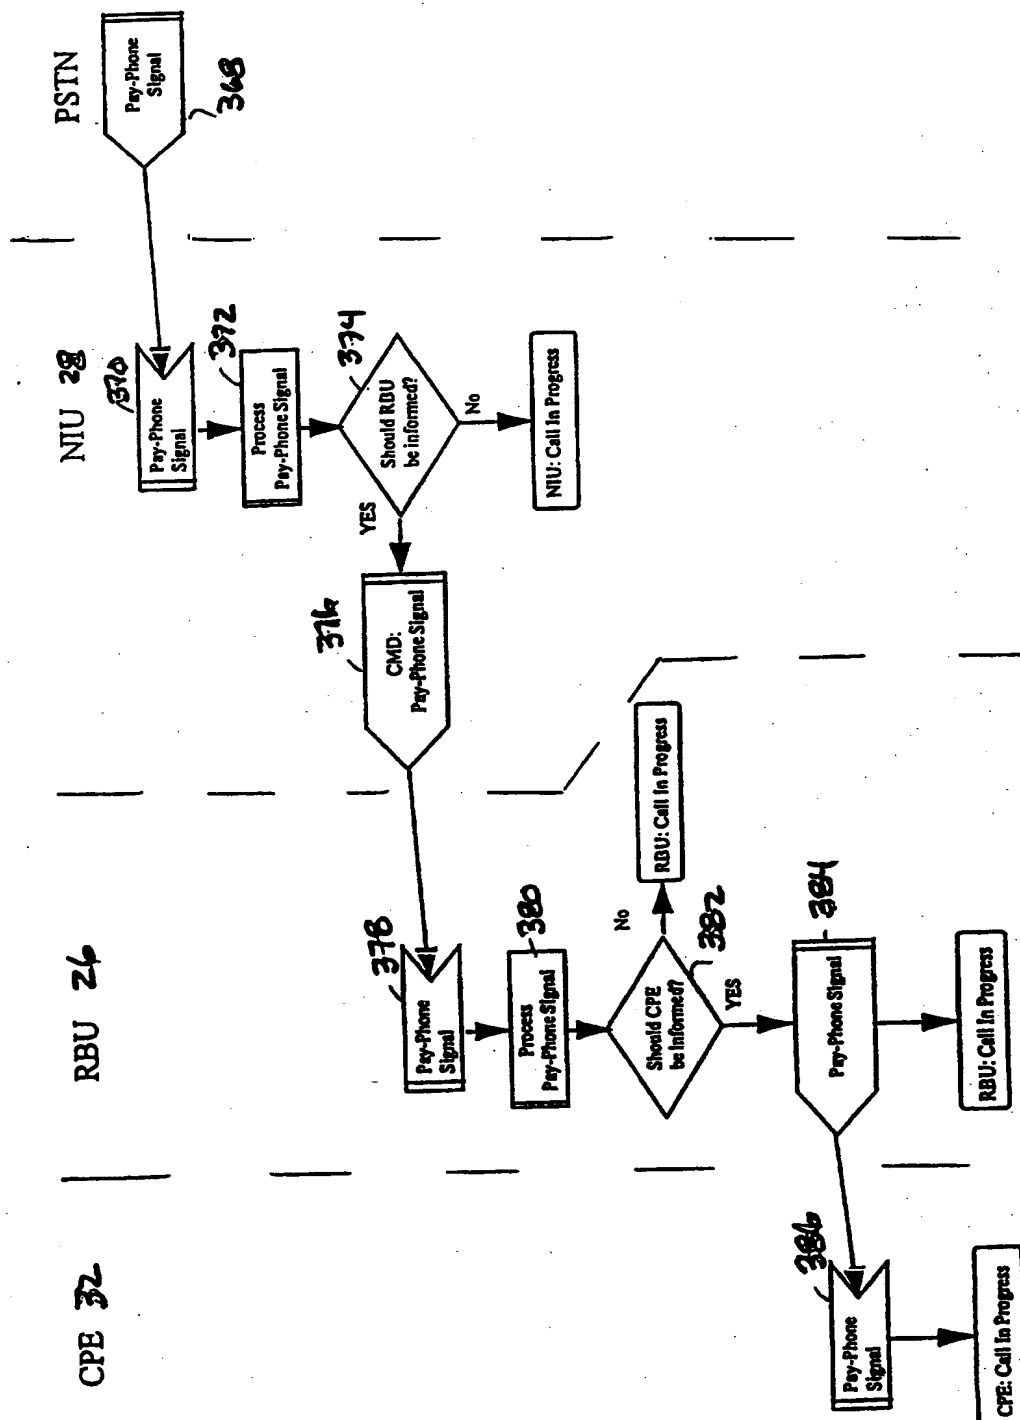 CPE 32
RBU 26
NIU 28
PSTN
Pay-Phone
Signal
368
370
Pay-Phone
Signal
372
Process
Pay-Phone Signal
374
Should RBU
be informed?
YES
No
NIU: Call In Progress
376
CMD:
Pay-Phone Signal
378
Pay-Phone
Signal
380
Process
Pay-Phone Signal
382
Should CPE
be informed?
No
RBU: Call In Progress
YES
384
Pay-Phone Signal
RBU: Call In Progress
386
Pay-Phone
Signal
CPE: Call In Progress